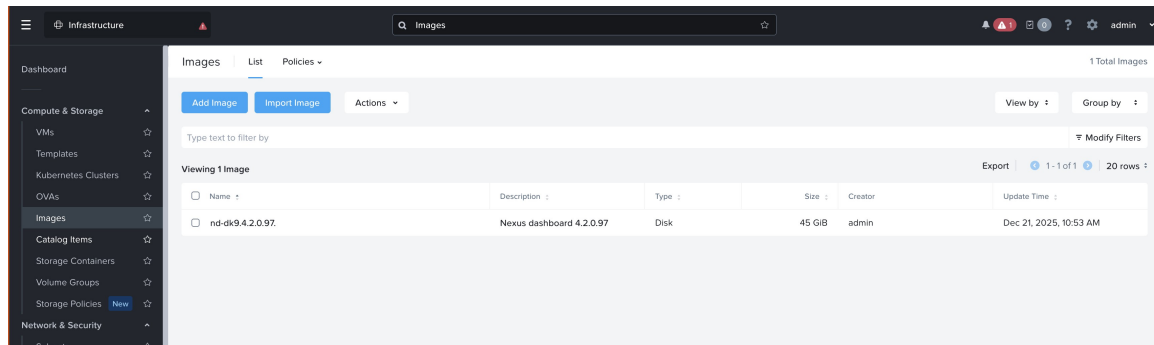 Infrastructure
Images
1
0
?
admin
Dashboard
Compute & Storage
VMs
Templates
Kubernetes Clusters
OVAs
Images
Catalog Items
Storage Containers
Volume Groups
Storage Policies New
Network & Security
Images List Policies
1 Total Images
Add Image Import Image Actions
View by Group by
Type text to filter by
Modify Filters
Viewing 1 Image
Export 1 - 1 of 1 20 rows
Name Description Type Size Creator Update Time
nd-dk9.4.2.0.97. Nexus dashboard 4.2.0.97 Disk 45 GiB admin Dec 21, 2025, 10:53 AM